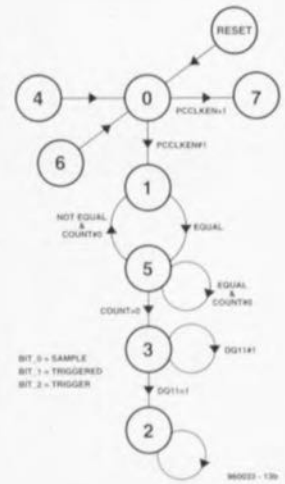 RESET
4
0
7
PCCLKEN=1
6
PCCLKEN#1
1
NOT EQUAL
&
COUNT#0
EQUAL
5
EQUAL
&
COUNT#0
COUNT=0
3
DQ11#1
BIT_0 = SAMPLE
BIT_1 = TRIGGERED
BIT_2 = TRIGGER
DQ11=1
2
960033 - 13b